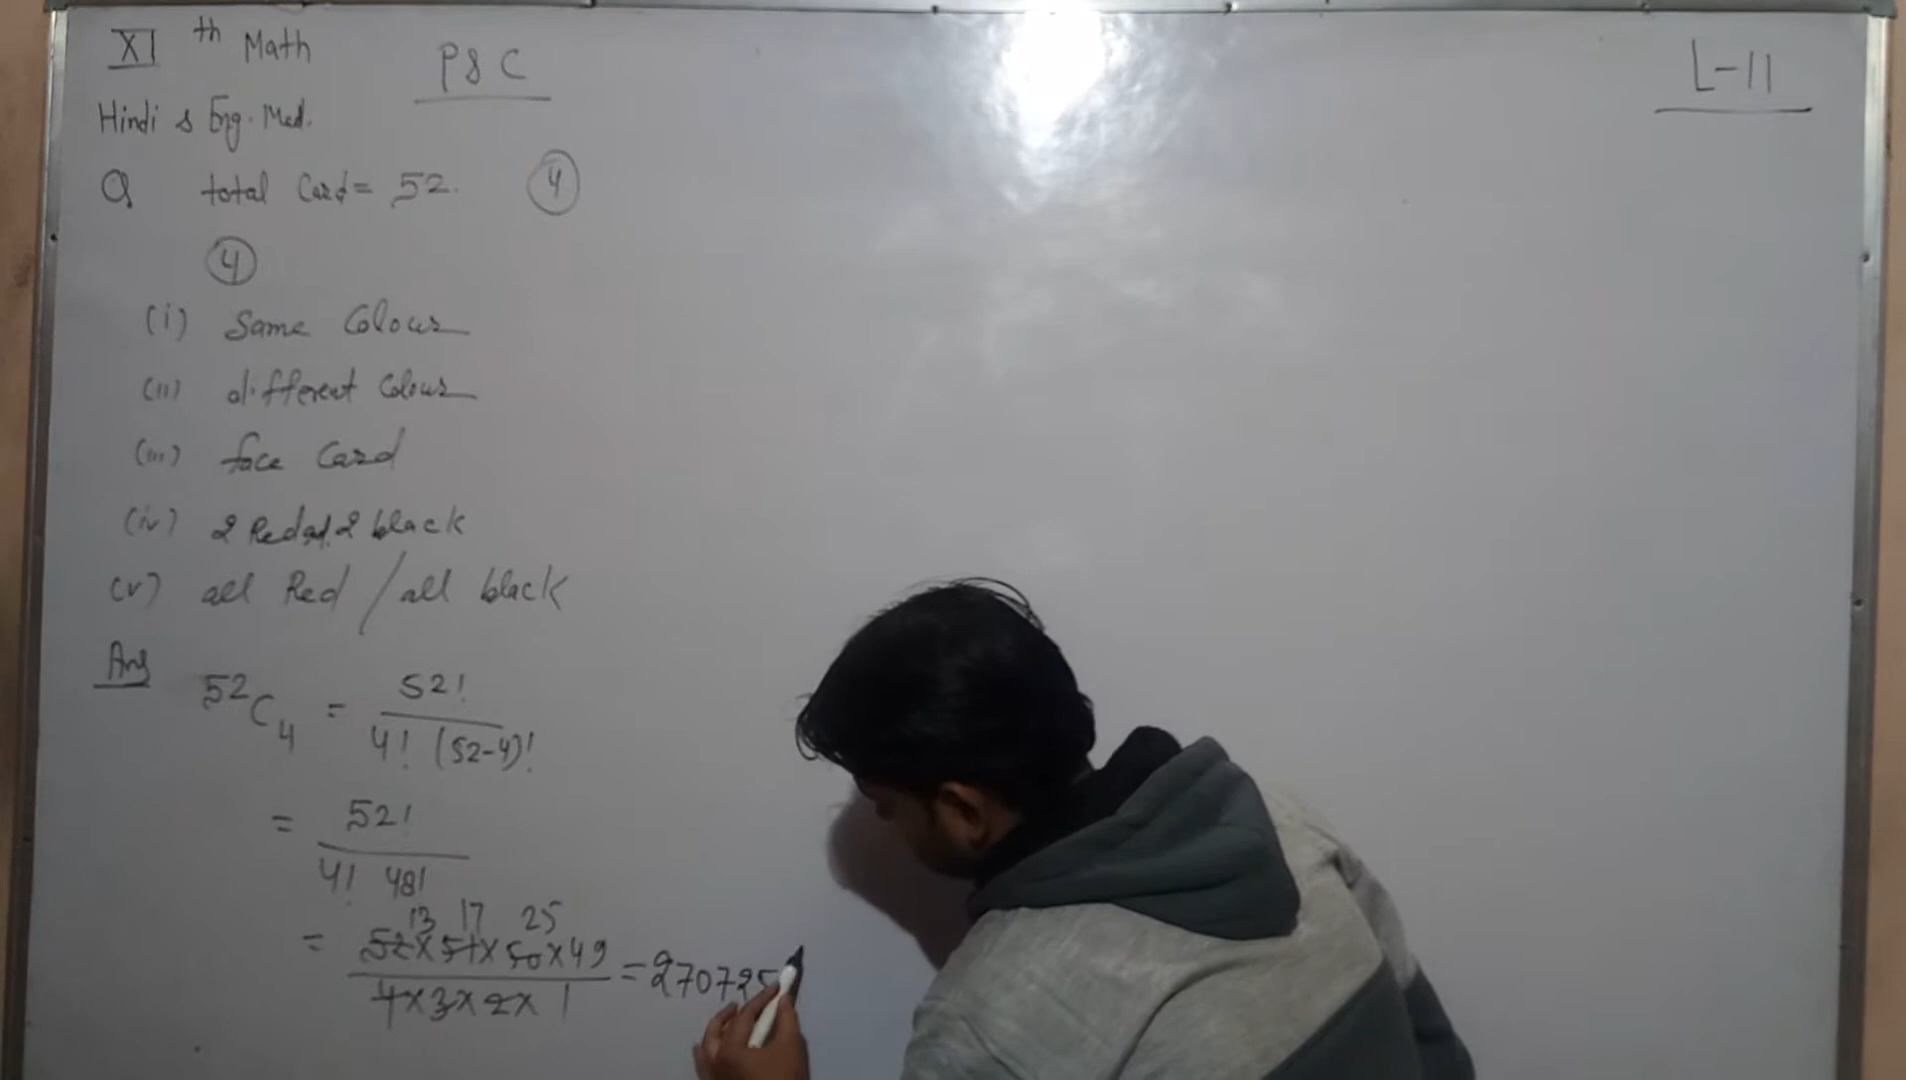 XI th Math
P & C
L-11
Hindi & Eng. Med.
Q total Card = 52. 4
4
(i) Same Colour
(ii) different Colour
(iii) face Card
(iv) 2 Red and 2 black
(v) all Red / all black
Ans 52C4 = 52! / 4! (52-4)!
= 52! / 4! 48!
13 17 25
= 52×51×50×49 / 4×3×2×1 = 270725